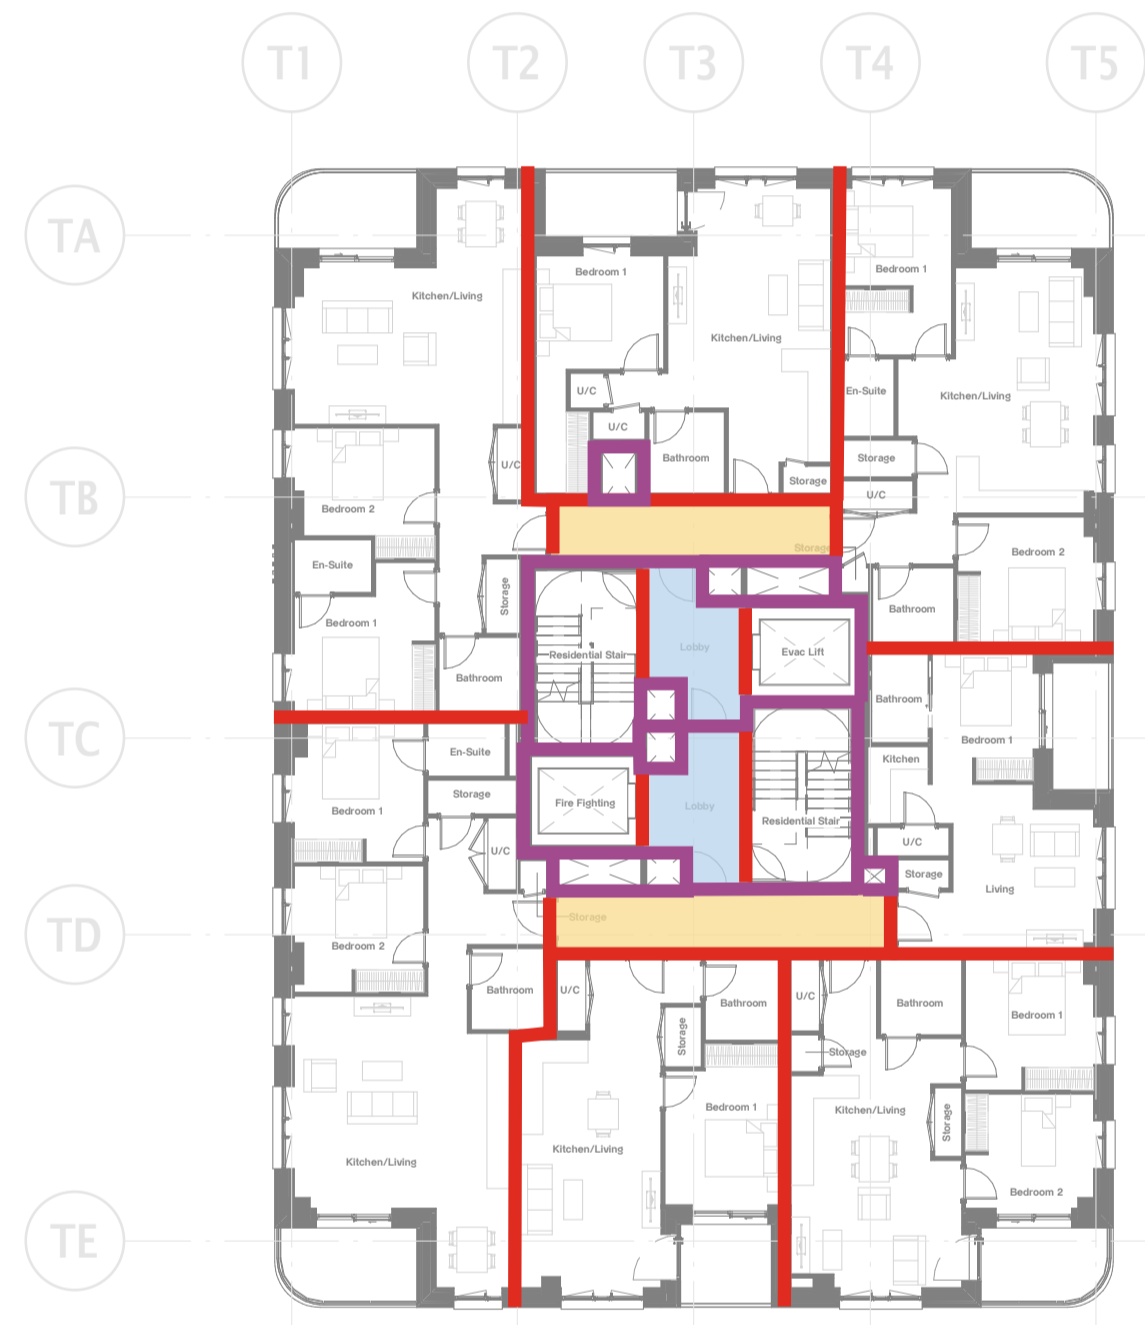 T1 T2 T3 T4 T5
TA
Bedroom 1
Bedroom 1
Kitchen/Living
Kitchen/Living
U/C
En-Suite
Kitchen/Living
U/C
Storage
Bathroom
U/C
Storage
U/C
TB
Bedroom 2
Storage
Bedroom 2
En-Suite
Storage
Bathroom
Bedroom 1
Lobby
Evac Lift
Residential Stair
Bathroom
Bathroom
TC
Bedroom 1
En-Suite
Kitchen
Storage
Fire Fighting
Lobby
Bedroom 1
Residential Stair
U/C
U/C
Storage
Living
Storage
TD
Bedroom 2
Bathroom
U/C
Bathroom
U/C
Bathroom
Bedroom 1
Storage
Storage
Bedroom 1
Kitchen/Living
Storage
Kitchen/Living
Kitchen/Living
Bedroom 2
TE